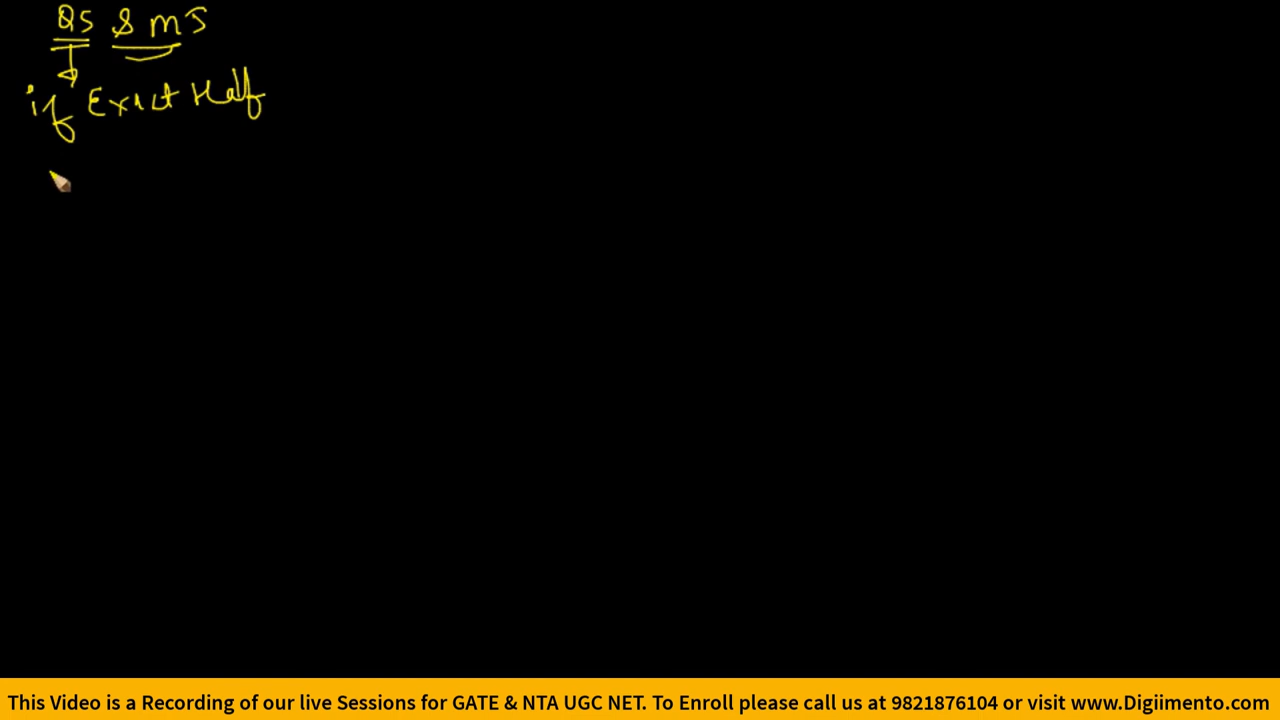 QS & MS
if Exact Half
This Video is a Recording of our live Sessions for GATE & NTA UGC NET. To Enroll please call us at 9821876104 or visit www.Digiimento.com